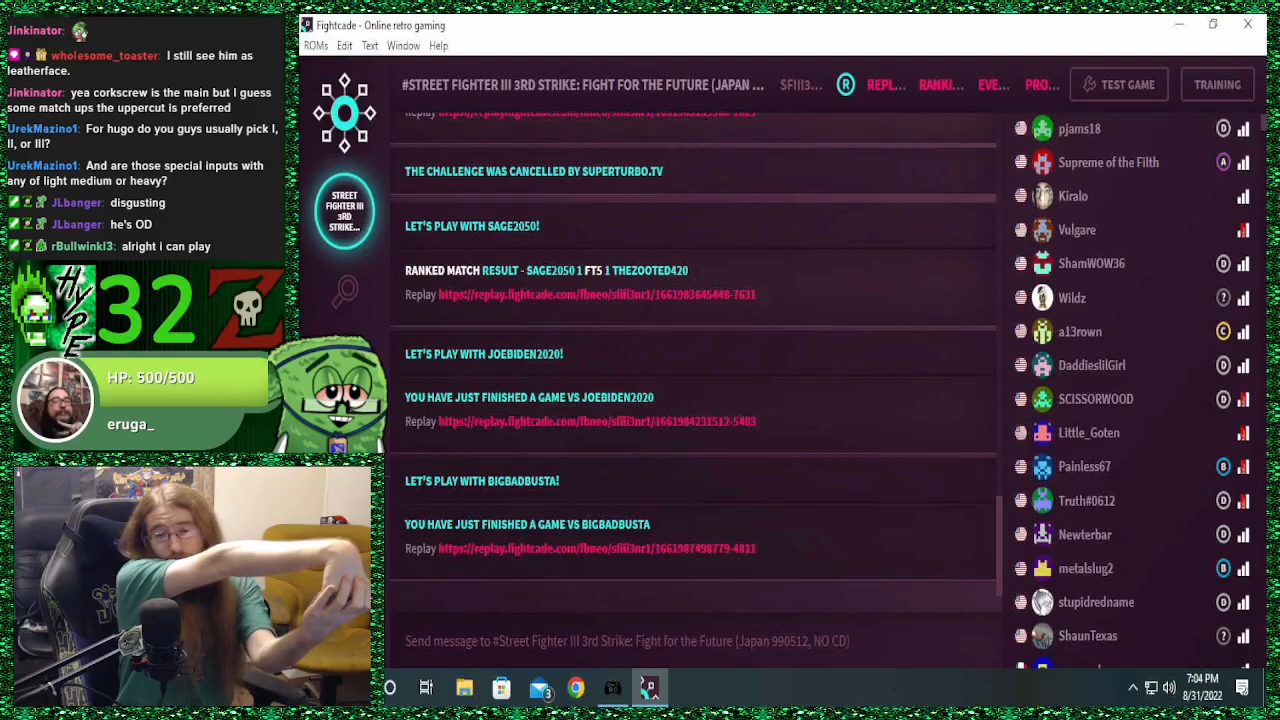 Jinkinator:
wholesome_toaster: I still see him as
leatherface.
Jinkinator: yea corkscrew is the main but I guess
some match ups the uppercut is preferred
UrekMazino1: For hugo do you guys usually pick I,
II, or III?
UrekMazino1: And are those special inputs with
any of light medium or heavy?
JLbanger: disgusting
JLbanger: he's OD
rBullwinkl3: alright i can play
HYPE
32
HP: 500/500
eruga_
Fightcade - Online retro gaming
ROMs Edit Text Window Help
STREET
FIGHTER III
3RD
STRIKE...
#STREET FIGHTER III 3RD STRIKE: FIGHT FOR THE FUTURE (JAPAN ... SFIII3... R REPL... RANKI... EVE... PRO... TEST GAME TRAINING
THE CHALLENGE WAS CANCELLED BY SUPERTURBO.TV
LET'S PLAY WITH SAGE2050!
RANKED MATCH RESULT - SAGE2050 1 FT5 1 THEZOOTED420
Replay https://replay.fightcade.com/fbneo/sfiii3nr1/1661983645448-7631
LET'S PLAY WITH JOEBIDEN2020!
YOU HAVE JUST FINISHED A GAME VS JOEBIDEN2020
Replay https://replay.fightcade.com/fbneo/sfiii3nr1/1661984231512-5403
LET'S PLAY WITH BIGBADBUSTA!
YOU HAVE JUST FINISHED A GAME VS BIGBADBUSTA
Replay https://replay.fightcade.com/fbneo/sfiii3nr1/1661987498779-4811
Send message to #Street Fighter III 3rd Strike: Fight for the Future (Japan 990512, NO CD)
pjams18 D
Supreme of the Filth A
Kiralo
Vulgare
ShamWOW36 D
Wildz ?
a13rown C
DaddieslilGirl D
SCISSORWOOD D
Little_Goten
Painless67 B
Truth#0612 D
Newterbar D
metalslug2 B
stupidredname D
ShaunTexas ?
3
7:04 PM
8/31/2022